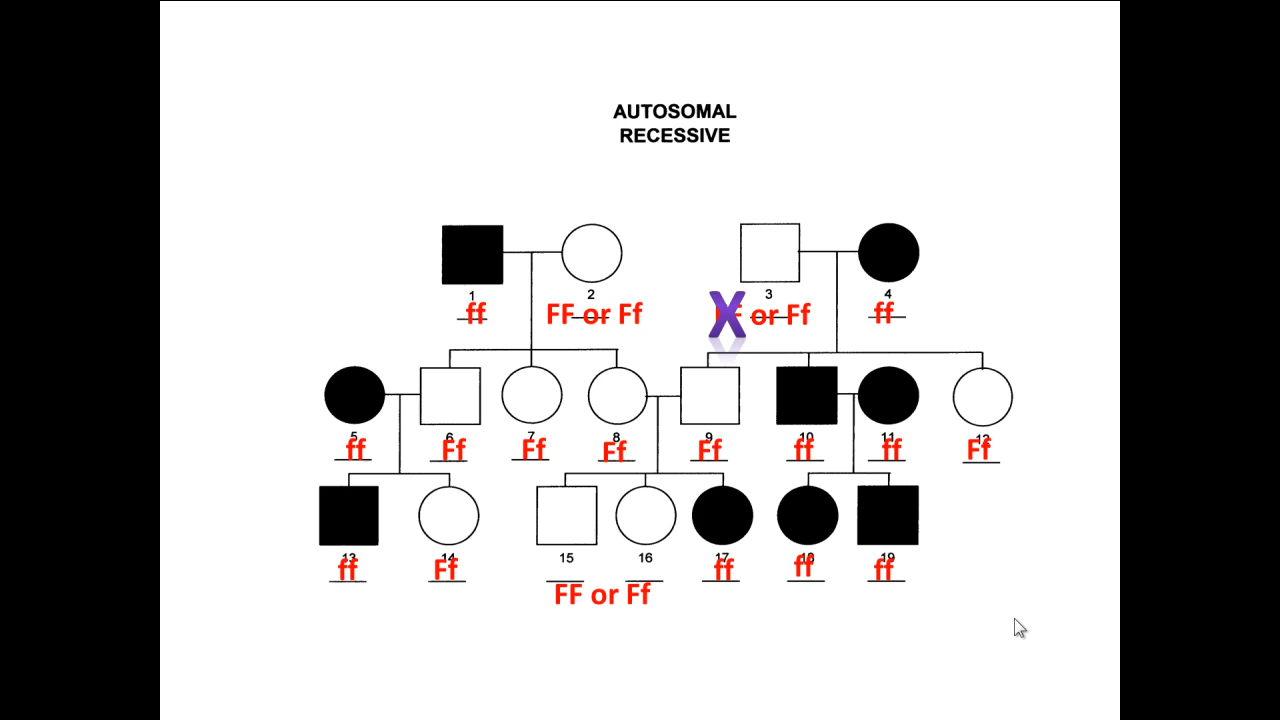 AUTOSOMAL
RECESSIVE
1 2 3 4
ff FF or Ff X or Ff ff
5 6 7 8 9 10 11 12
ff Ff Ff Ff Ff ff ff Ff
13 14 15 16 17 18 19
ff Ff ff ff ff
FF or Ff